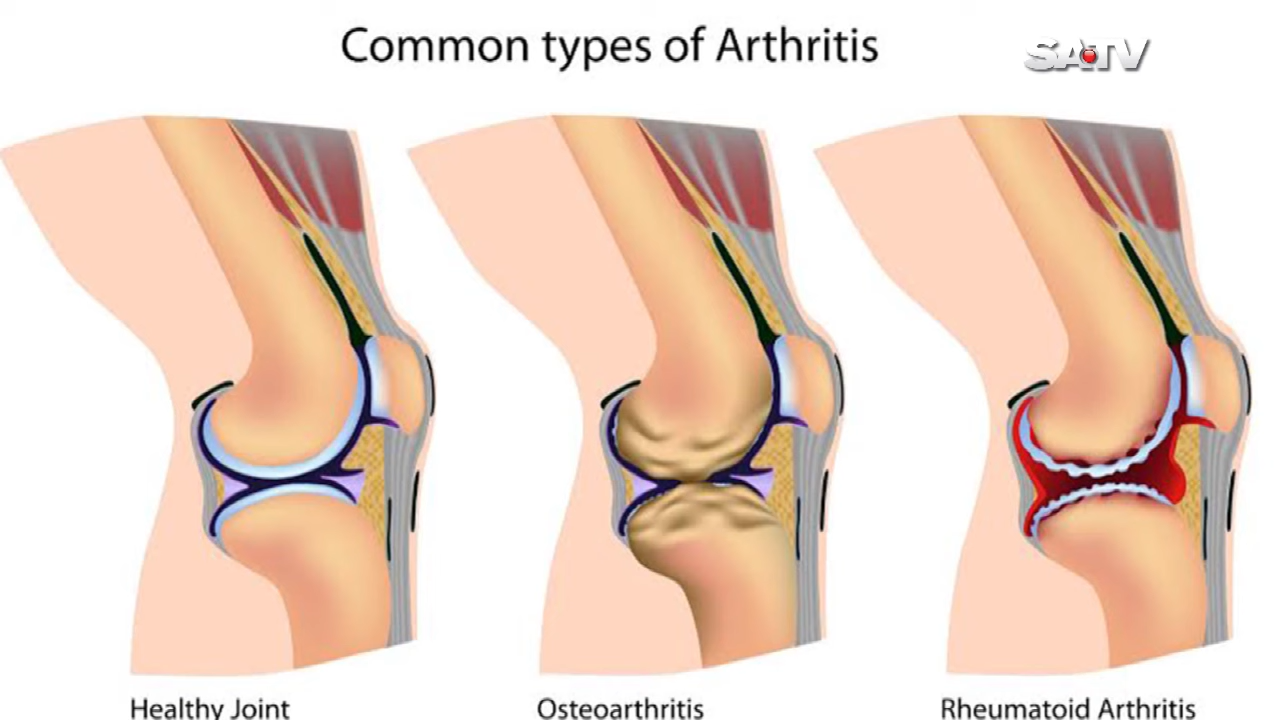 Common types of Arthritis
SATV
Healthy Joint
Osteoarthritis
Rheumatoid Arthritis